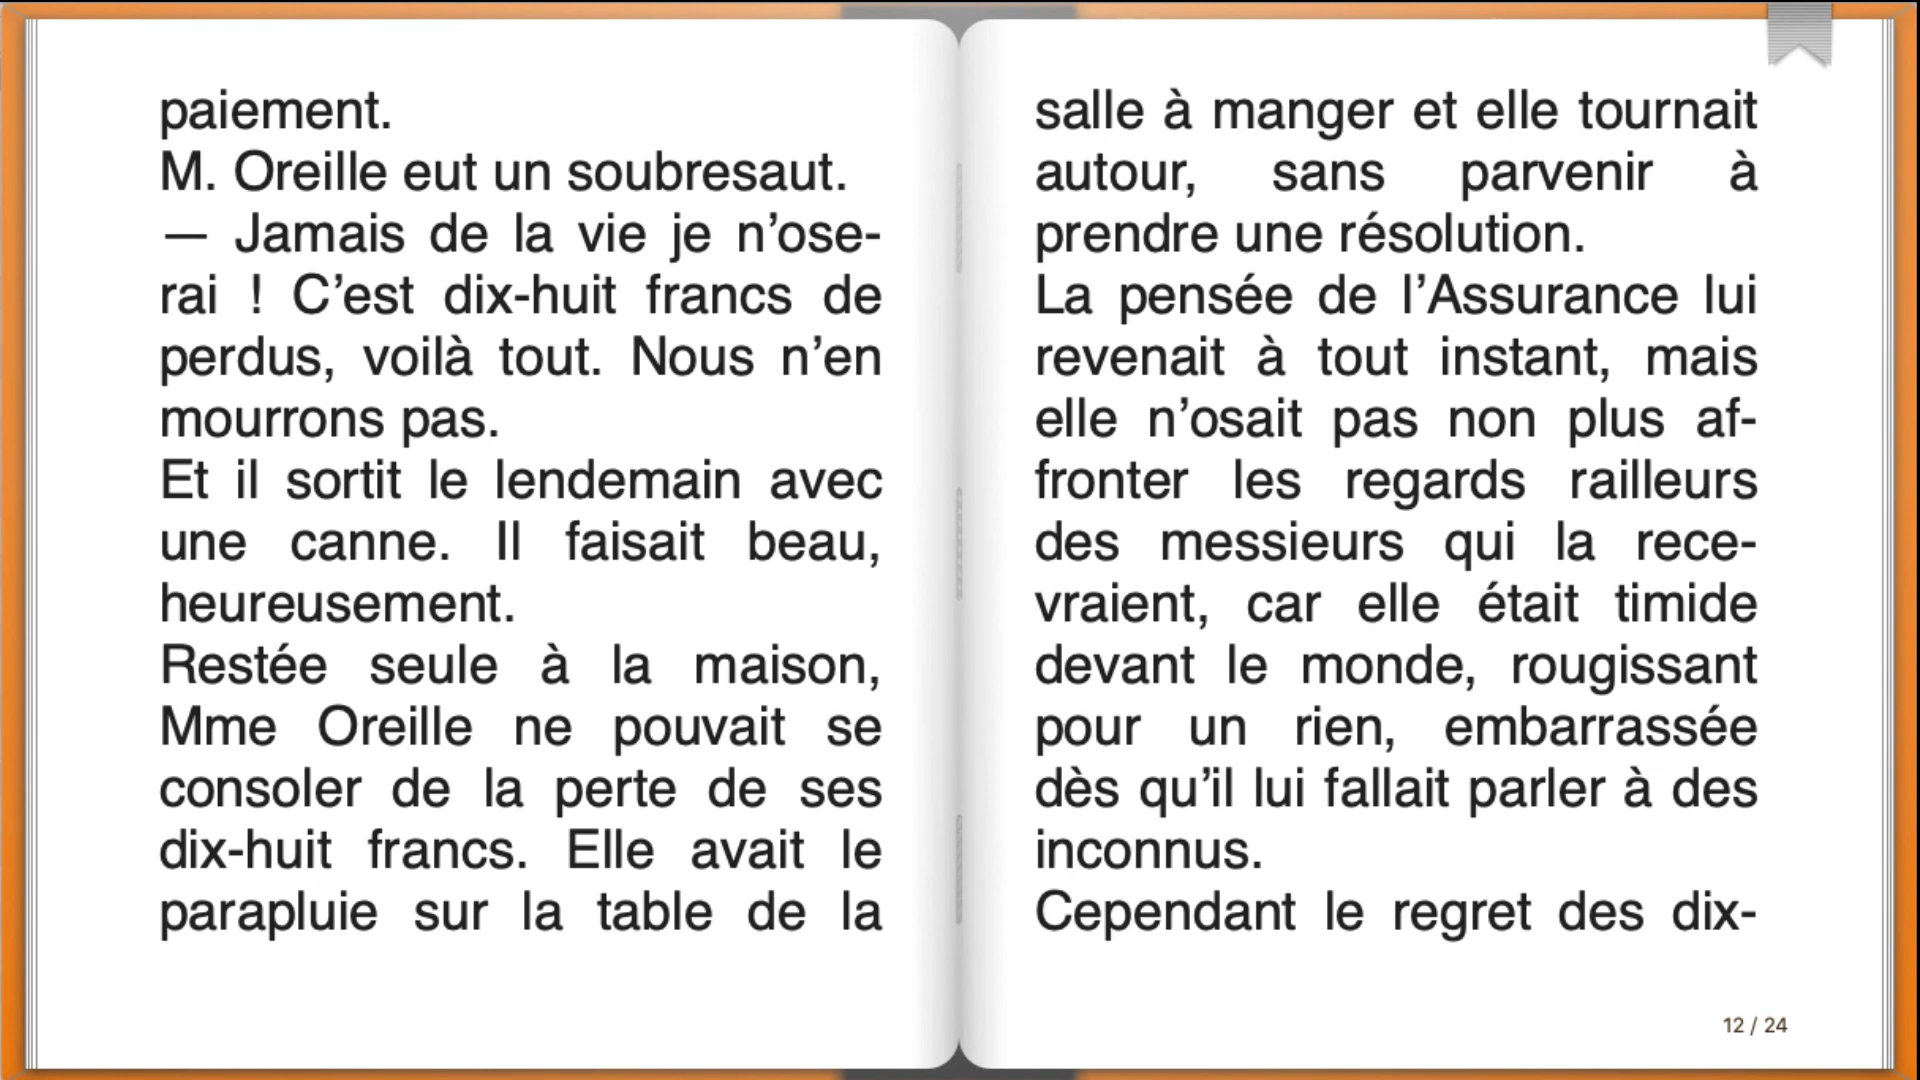 paiement.
M. Oreille eut un soubresaut.
— Jamais de la vie je n’ose-
rai ! C’est dix-huit francs de
perdus, voilà tout. Nous n’en
mourrons pas.
Et il sortit le lendemain avec
une canne. Il faisait beau,
heureusement.
Restée seule à la maison,
Mme Oreille ne pouvait se
consoler de la perte de ses
dix-huit francs. Elle avait le
parapluie sur la table de la
salle à manger et elle tournait
autour, sans parvenir à
prendre une résolution.
La pensée de l’Assurance lui
revenait à tout instant, mais
elle n’osait pas non plus af-
fronter les regards railleurs
des messieurs qui la rece-
vraient, car elle était timide
devant le monde, rougissant
pour un rien, embarrassée
dès qu’il lui fallait parler à des
inconnus.
Cependant le regret des dix-
12 / 24